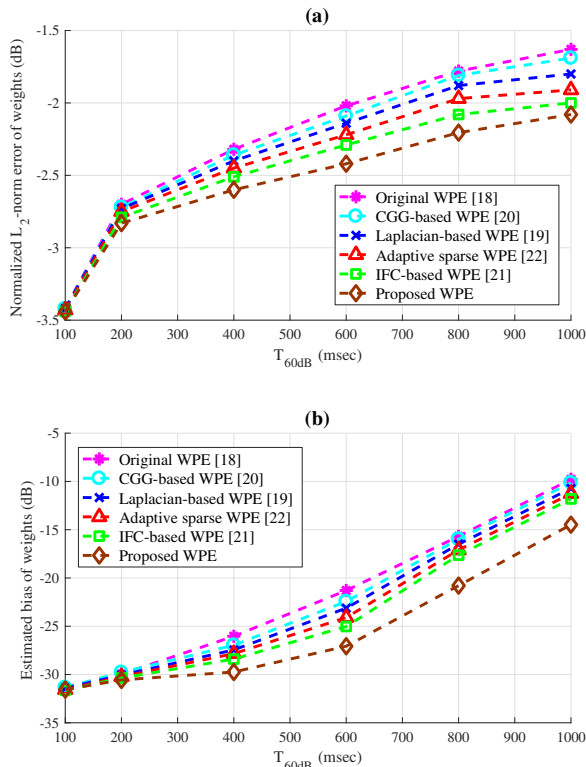 (a)
Normalized L2-norm error of weights (dB)
-1.5
-2
-2.5
-3
-3.5
Original WPE [18]
CGG-based WPE [20]
Laplacian-based WPE [19]
Adaptive sparse WPE [22]
IFC-based WPE [21]
Proposed WPE
100 200 300 400 500 600 700 800 900 1000
T60dB (msec)
(b)
Estimated bias of weights (dB)
-5
-10
-15
-20
-25
-30
-35
Original WPE [18]
CGG-based WPE [20]
Laplacian-based WPE [19]
Adaptive sparse WPE [22]
IFC-based WPE [21]
Proposed WPE
100 200 300 400 500 600 700 800 900 1000
T60dB (msec)